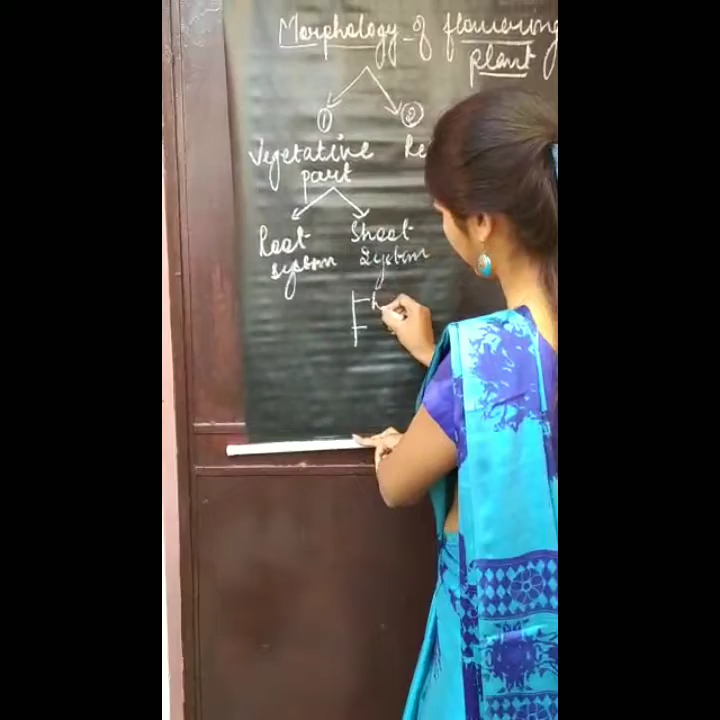 Morphology of flowering
plant
① ②
Vegetative Re
part
Root Shoot
system system